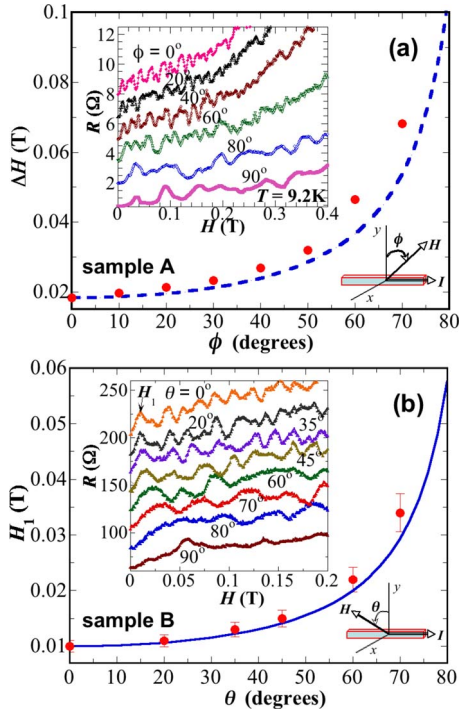 0.1
0.08
0.06
0.04
0.02
ΔH (T)
12
10
8
6
4
2
R (Ω)
ϕ = 0°
20°
40°
60°
80°
90°
T = 9.2K
0 0.1 0.2 0.3 0.4
H (T)
(a)
y
ϕ
H
I
x
sample A
0 10 20 30 40 50 60 70 80
ϕ (degrees)
0.06
0.05
0.04
0.03
0.02
0.01
H1 (T)
250
200
150
100
R (Ω)
H1
θ = 0°
20°
35°
45°
60°
70°
80°
90°
0 0.05 0.1 0.15 0.2
H (T)
(b)
y
θ
H
I
x
sample B
0 10 20 30 40 50 60 70 80
θ (degrees)